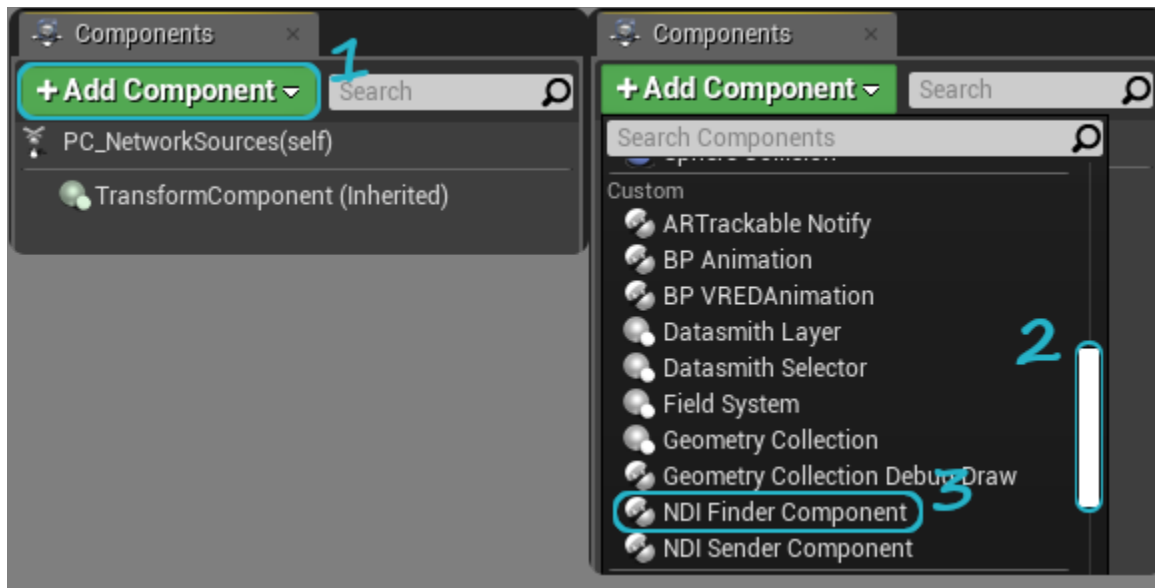 Components
1
+ Add Component
Search
PC_NetworkSources(self)
TransformComponent (Inherited)
Components
+ Add Component
Search
Search Components
Sphere Collision
Custom
ARTrackable Notify
BP Animation
BP VREDAnimation
Datasmith Layer
2
Datasmith Selector
Field System
Geometry Collection
Geometry Collection Debug Draw
3
NDI Finder Component
NDI Sender Component